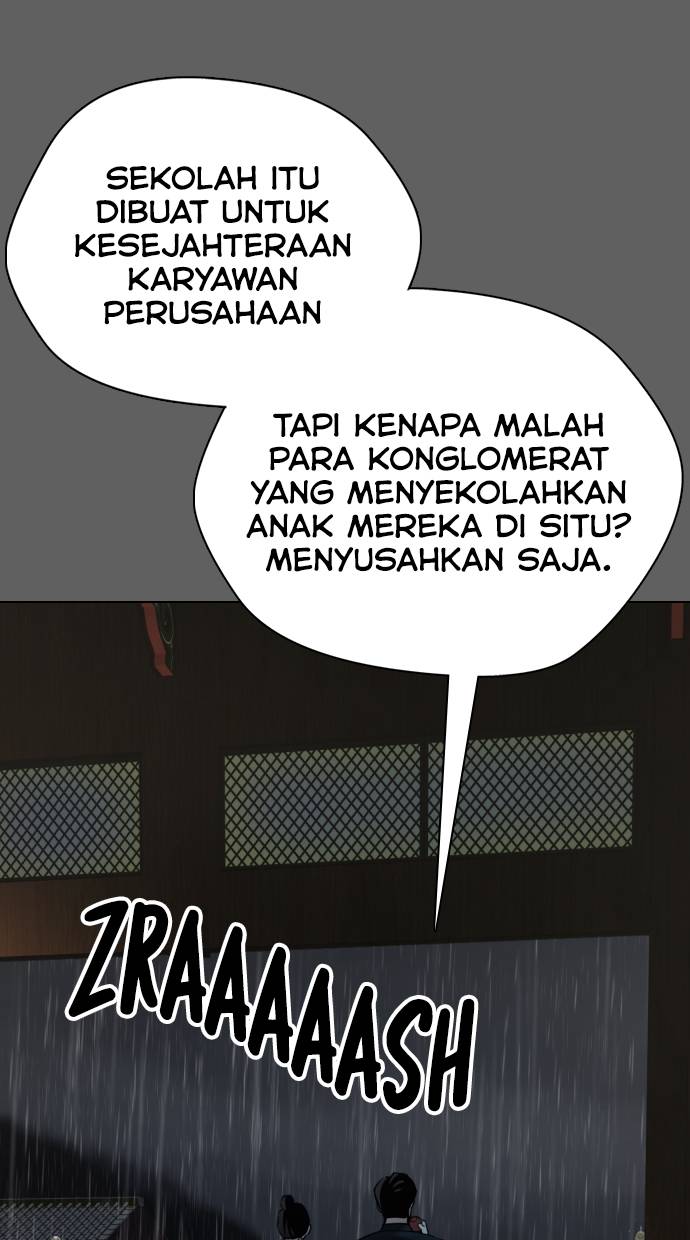 SEKOLAH ITU
DIBUAT UNTUK
KESEJAHTERAAN
KARYAWAN
PERUSAHAAN
TAPI KENAPA MALAH
PARA KONGLOMERAT
YANG MENYEKOLAHKAN
ANAK MEREKA DI SITU?
MENYUSAHKAN SAJA.
ZRAAAAAASH